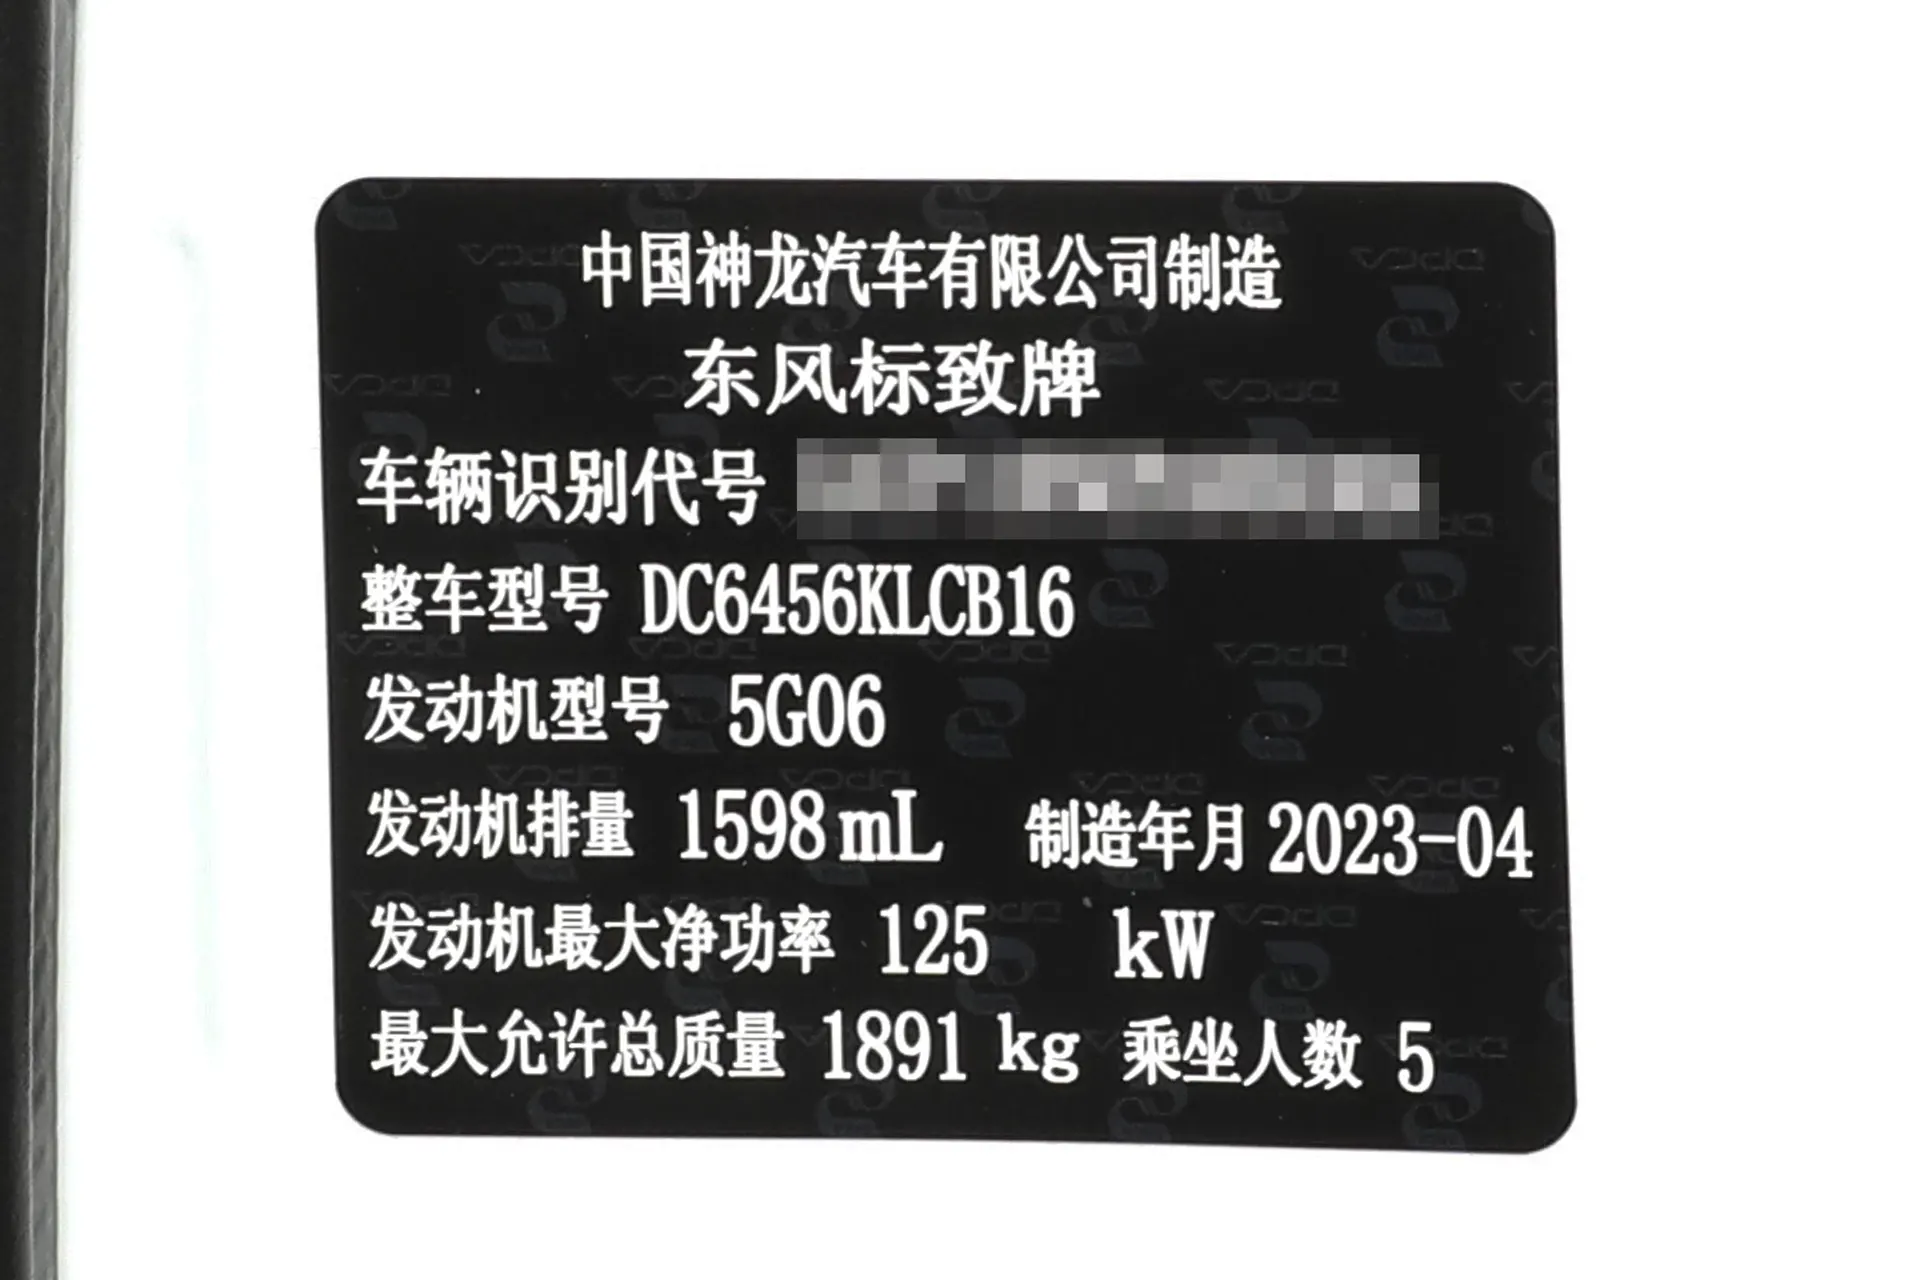 中国神龙汽车有限公司制造
东风标致牌
车辆识别代号
整车型号 DC6456KLCB16
发动机型号 5G06
发动机排量 1598 mL 制造年月 2023-04
发动机最大净功率 125 kW
最大允许总质量 1891 kg 乘坐人数 5